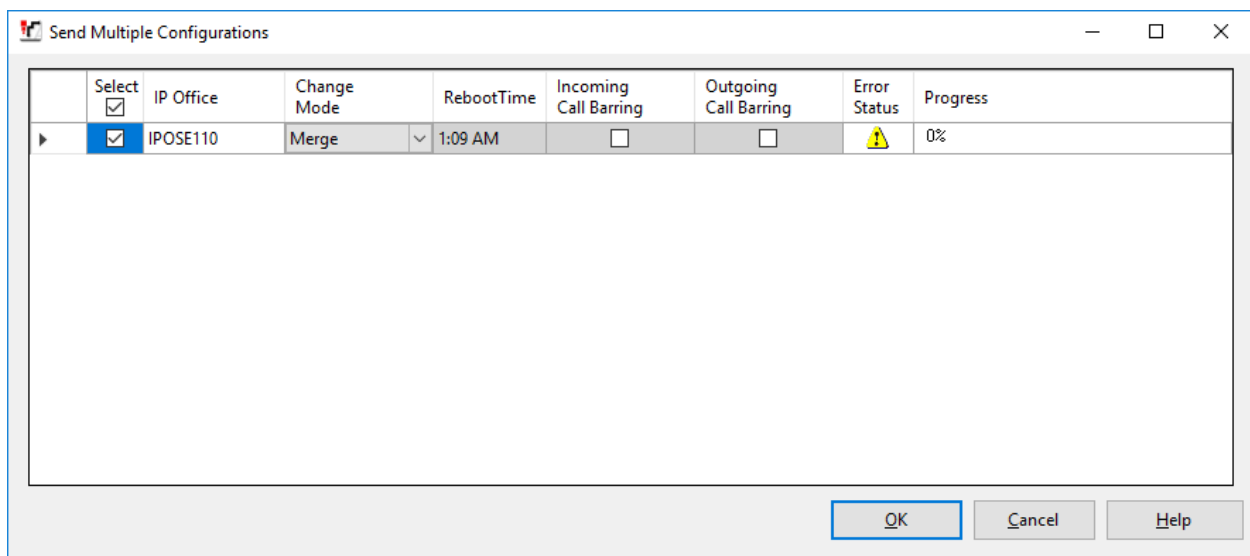 Send Multiple Configurations
Select IP Office Change Mode RebootTime Incoming Call Barring Outgoing Call Barring Error Status Progress
IPOSE110 Merge 1:09 AM 0%
OK Cancel Help